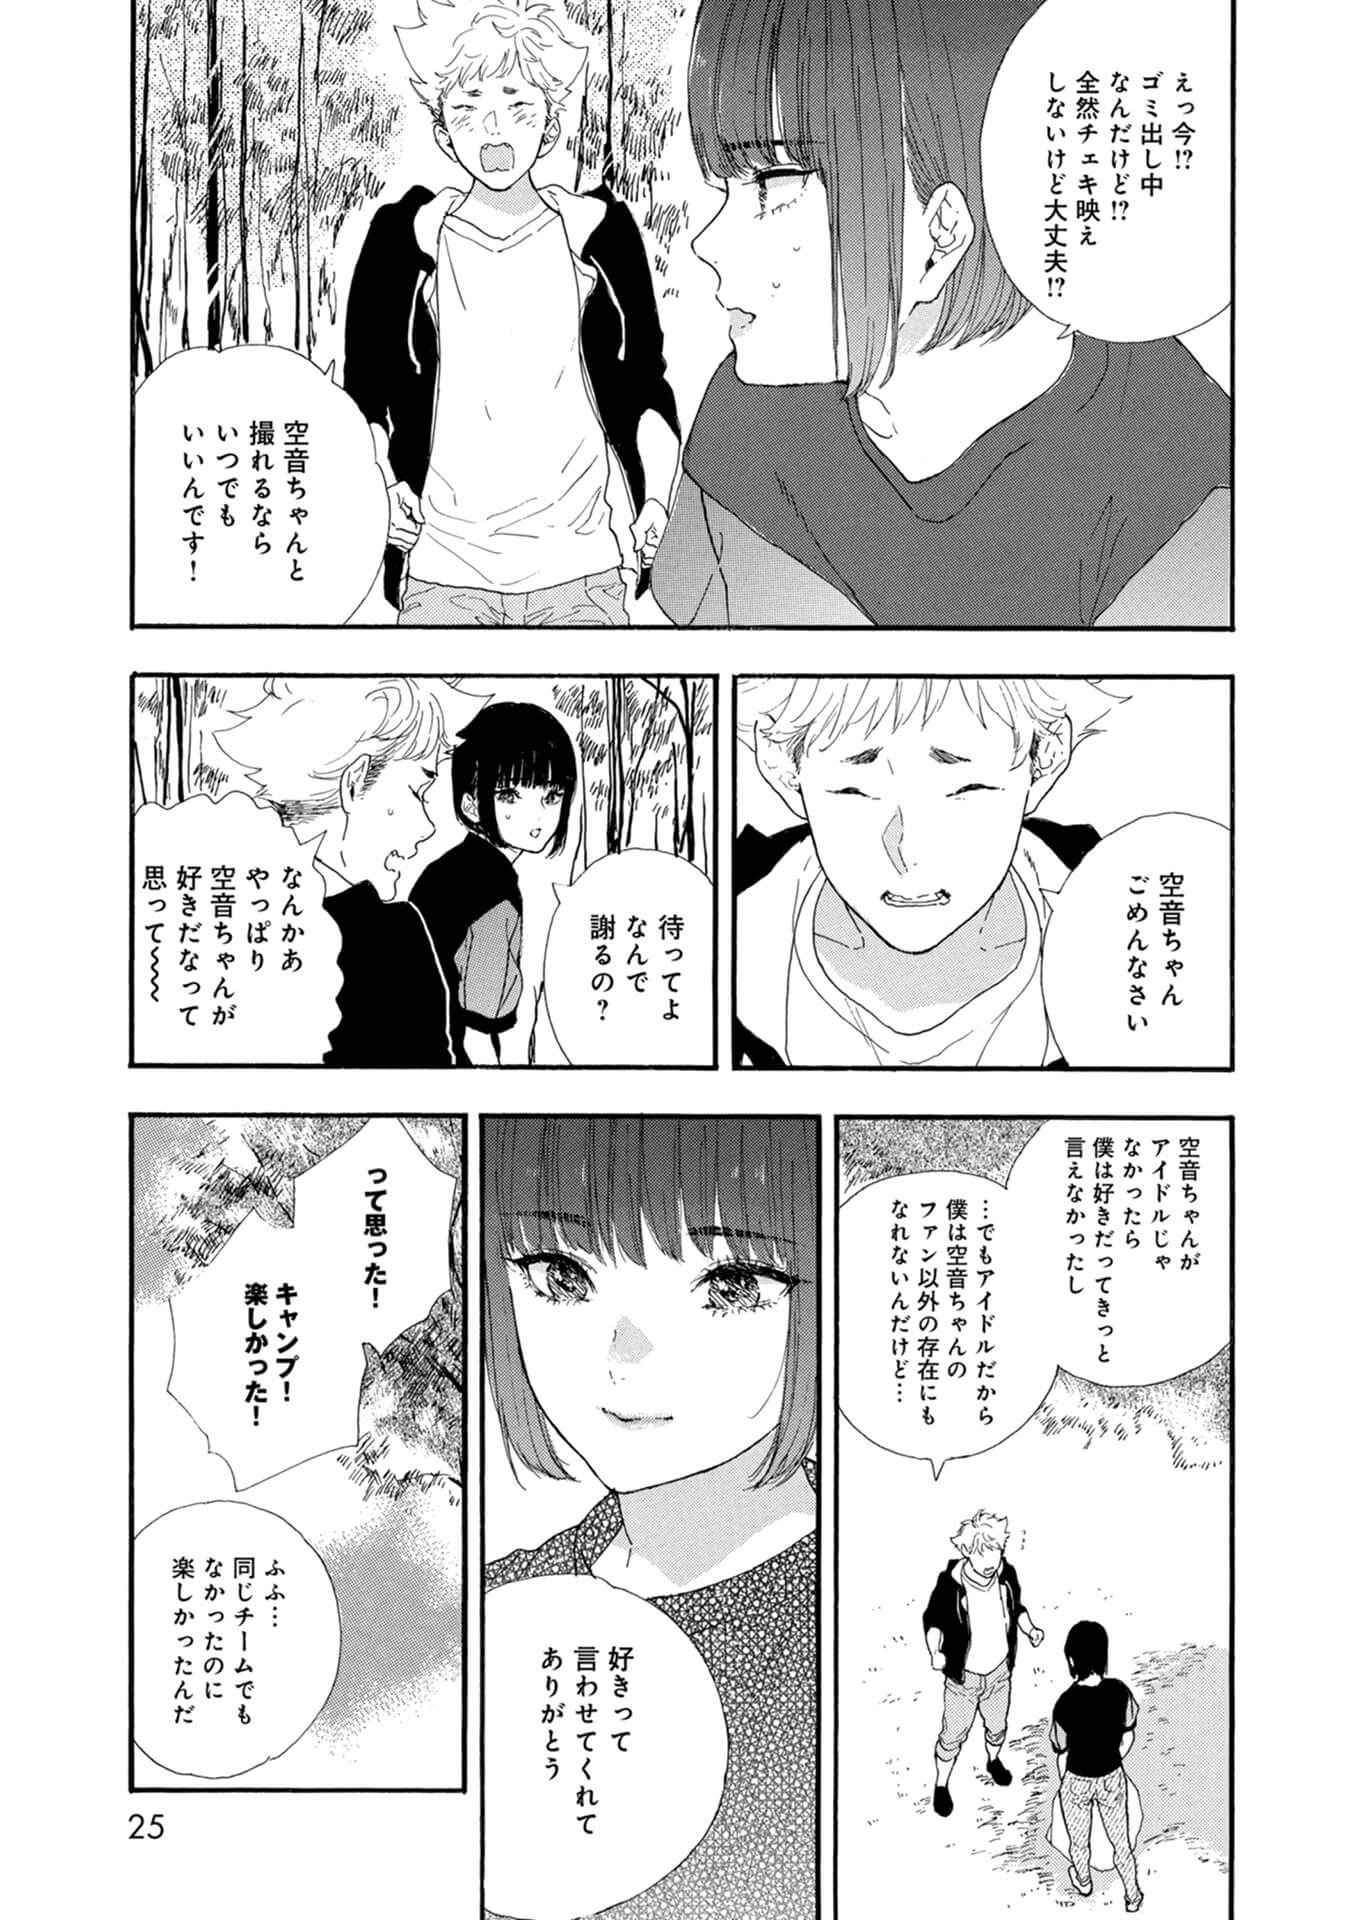 えっ今!?
ゴミ出し中
なんだけど!?
全然チェキ映え
しないけど大丈夫!?
空音ちゃんと
撮れるなら
いつでも
いいんです!
空音ちゃん
ごめんなさい
待ってよ
なんで
謝るの?
なんかあ
やっぱり
空音ちゃんが
好きだなって
思って〜〜〜
空音ちゃんが
アイドルじゃ
なかったら
僕は好きだってきっと
言えなかったし
…でもアイドルだから
僕は空音ちゃんの
ファン以外の存在にも
なれないんだけど…
好きって
言わせてくれて
ありがとう
って思った!
キャンプ!
楽しかった!
ふふ…
同じチームでも
なかったのに
楽しかったんだ
25